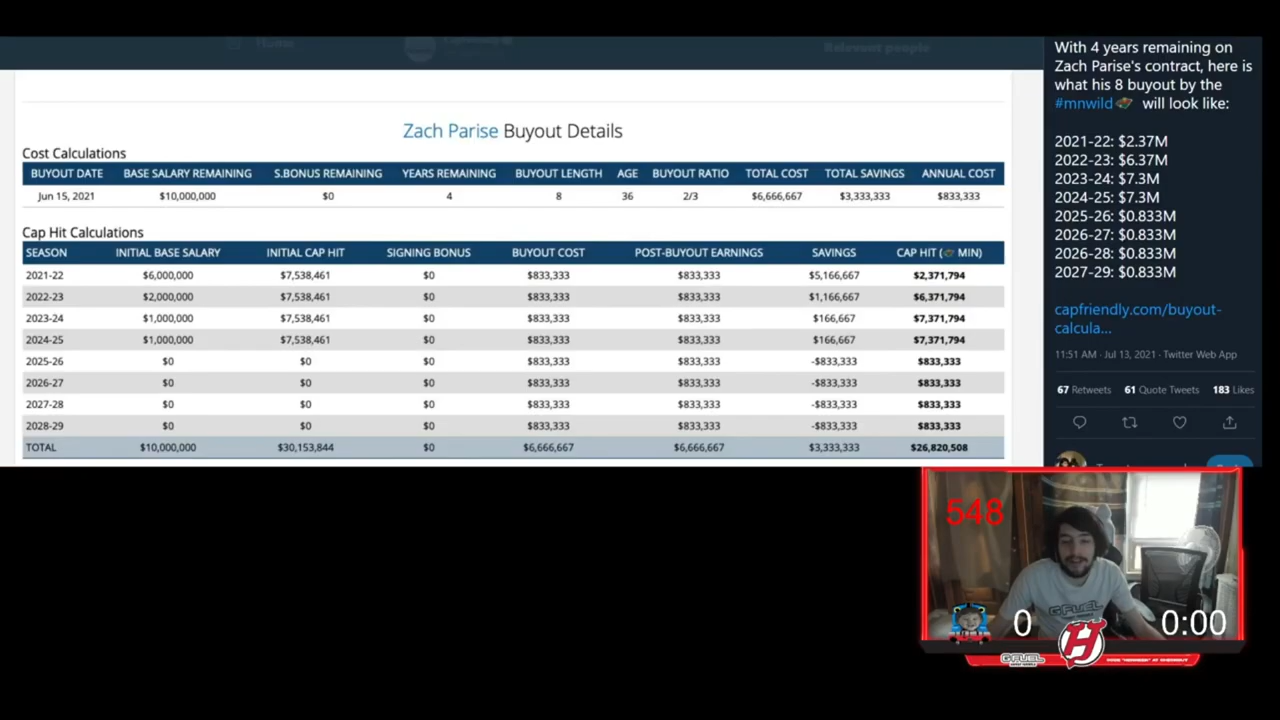 Relevant people
Zach Parise Buyout Details
Cost Calculations
BUYOUT DATE BASE SALARY REMAINING S.BONUS REMAINING YEARS REMAINING BUYOUT LENGTH AGE BUYOUT RATIO TOTAL COST TOTAL SAVINGS ANNUAL COST
Jun 15, 2021 $10,000,000 $0 4 8 36 2/3 $6,666,667 $3,333,333 $833,333
Cap Hit Calculations
SEASON INITIAL BASE SALARY INITIAL CAP HIT SIGNING BONUS BUYOUT COST POST-BUYOUT EARNINGS SAVINGS CAP HIT (MIN)
2021-22 $6,000,000 $7,538,461 $0 $833,333 $833,333 $5,166,667 $2,371,794
2022-23 $2,000,000 $7,538,461 $0 $833,333 $833,333 $1,166,667 $6,371,794
2023-24 $1,000,000 $7,538,461 $0 $833,333 $833,333 $166,667 $7,371,794
2024-25 $1,000,000 $7,538,461 $0 $833,333 $833,333 $166,667 $7,371,794
2025-26 $0 $0 $0 $833,333 $833,333 -$833,333 $833,333
2026-27 $0 $0 $0 $833,333 $833,333 -$833,333 $833,333
2027-28 $0 $0 $0 $833,333 $833,333 -$833,333 $833,333
2028-29 $0 $0 $0 $833,333 $833,333 -$833,333 $833,333
TOTAL $10,000,000 $30,153,844 $0 $6,666,667 $6,666,667 $3,333,333 $26,820,508
With 4 years remaining on
Zach Parise's contract, here is
what his 8 buyout by the
#mnwild will look like:
2021-22: $2.37M
2022-23: $6.37M
2023-24: $7.3M
2024-25: $7.3M
2025-26: $0.833M
2026-27: $0.833M
2026-28: $0.833M
2027-29: $0.833M
capfriendly.com/buyout-
calcula...
11:51 AM · Jul 13, 2021 · Twitter Web App
67 Retweets 61 Quote Tweets 183 Likes
548
G FUEL
0
0:00
H
G FUEL